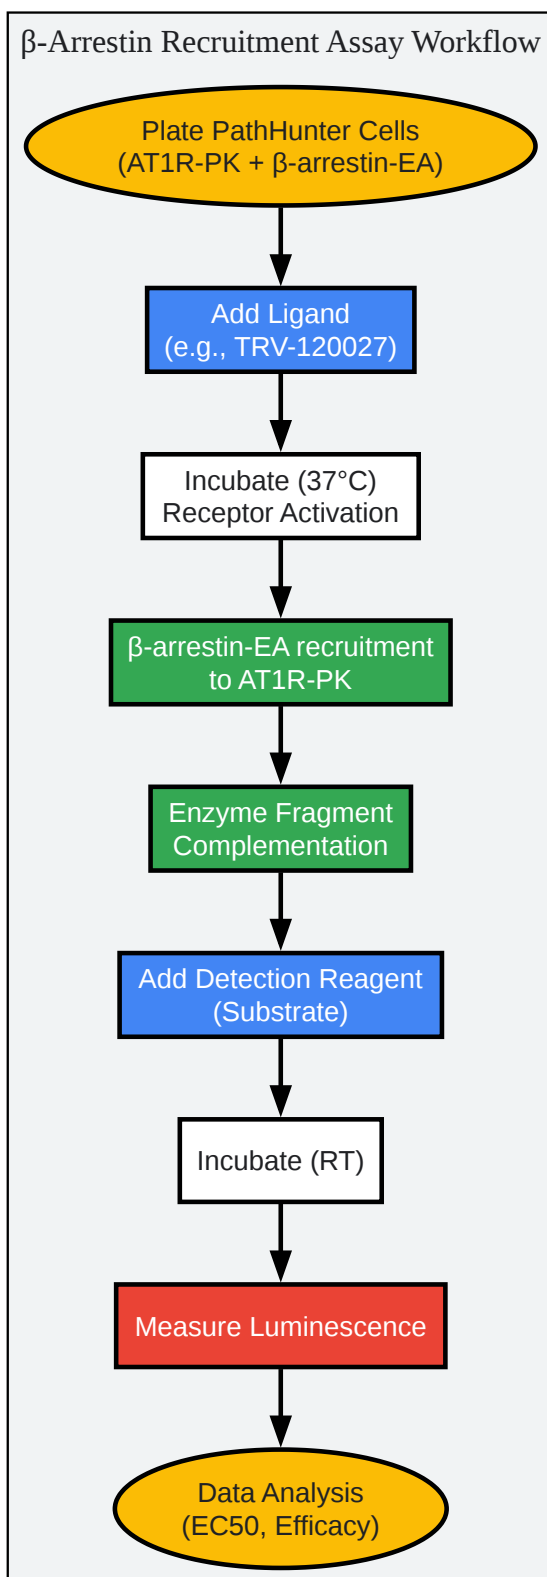 β-Arrestin Recruitment Assay Workflow
Plate PathHunter Cells
(AT1R-PK + β-arrestin-EA)
Add Ligand
(e.g., TRV-120027)
Incubate (37°C)
Receptor Activation
β-arrestin-EA recruitment
to AT1R-PK
Enzyme Fragment
Complementation
Add Detection Reagent
(Substrate)
Incubate (RT)
Measure Luminescence
Data Analysis
(EC50, Efficacy)